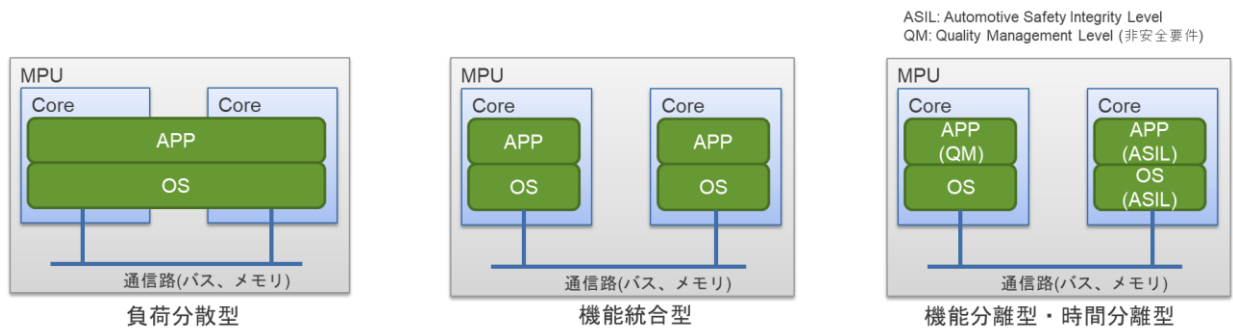 ASIL: Automotive Safety Integrity Level
QM: Quality Management Level (非安全要件)
MPU
Core
Core
APP
OS
通信路(バス、メモリ)
負荷分散型
MPU
Core
Core
APP
APP
OS
OS
通信路(バス、メモリ)
機能統合型
MPU
Core
Core
APP
(QM)
APP
(ASIL)
OS
OS
(ASIL)
通信路(バス、メモリ)
機能分離型・時間分離型